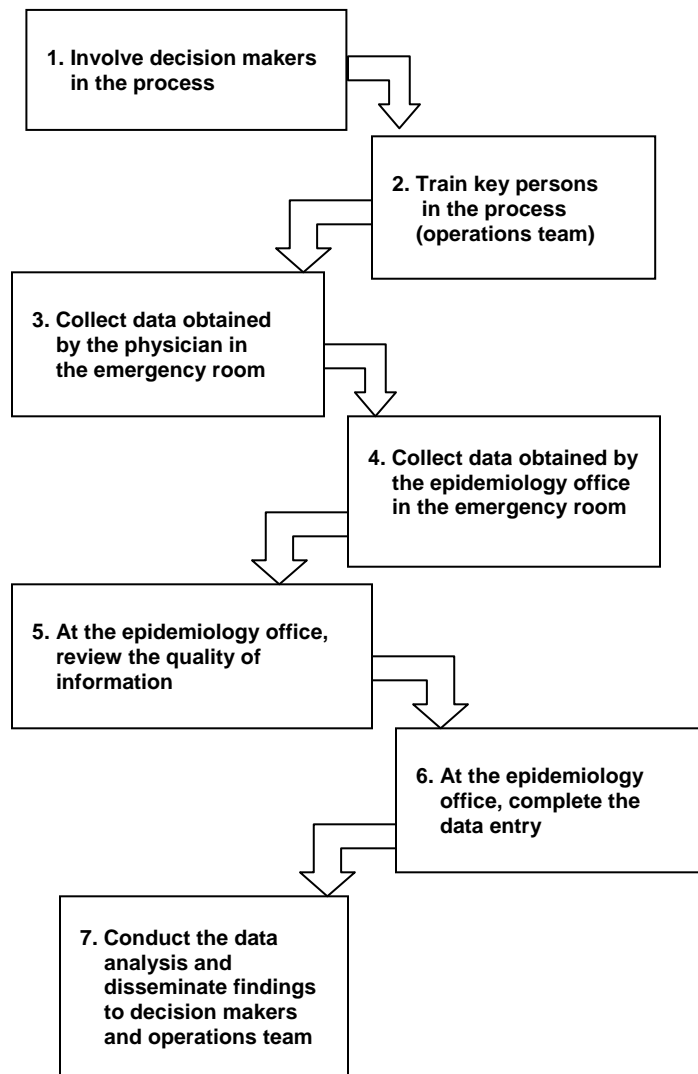 1. Involve decision makers
in the process
2. Train key persons
in the process
(operations team)
3. Collect data obtained
by the physician in
the emergency room
4. Collect data obtained by
the epidemiology office
in the emergency room
5. At the epidemiology office,
review the quality of
information
6. At the epidemiology
office, complete the
data entry
7. Conduct the data
analysis and
disseminate findings
to decision makers
and operations team